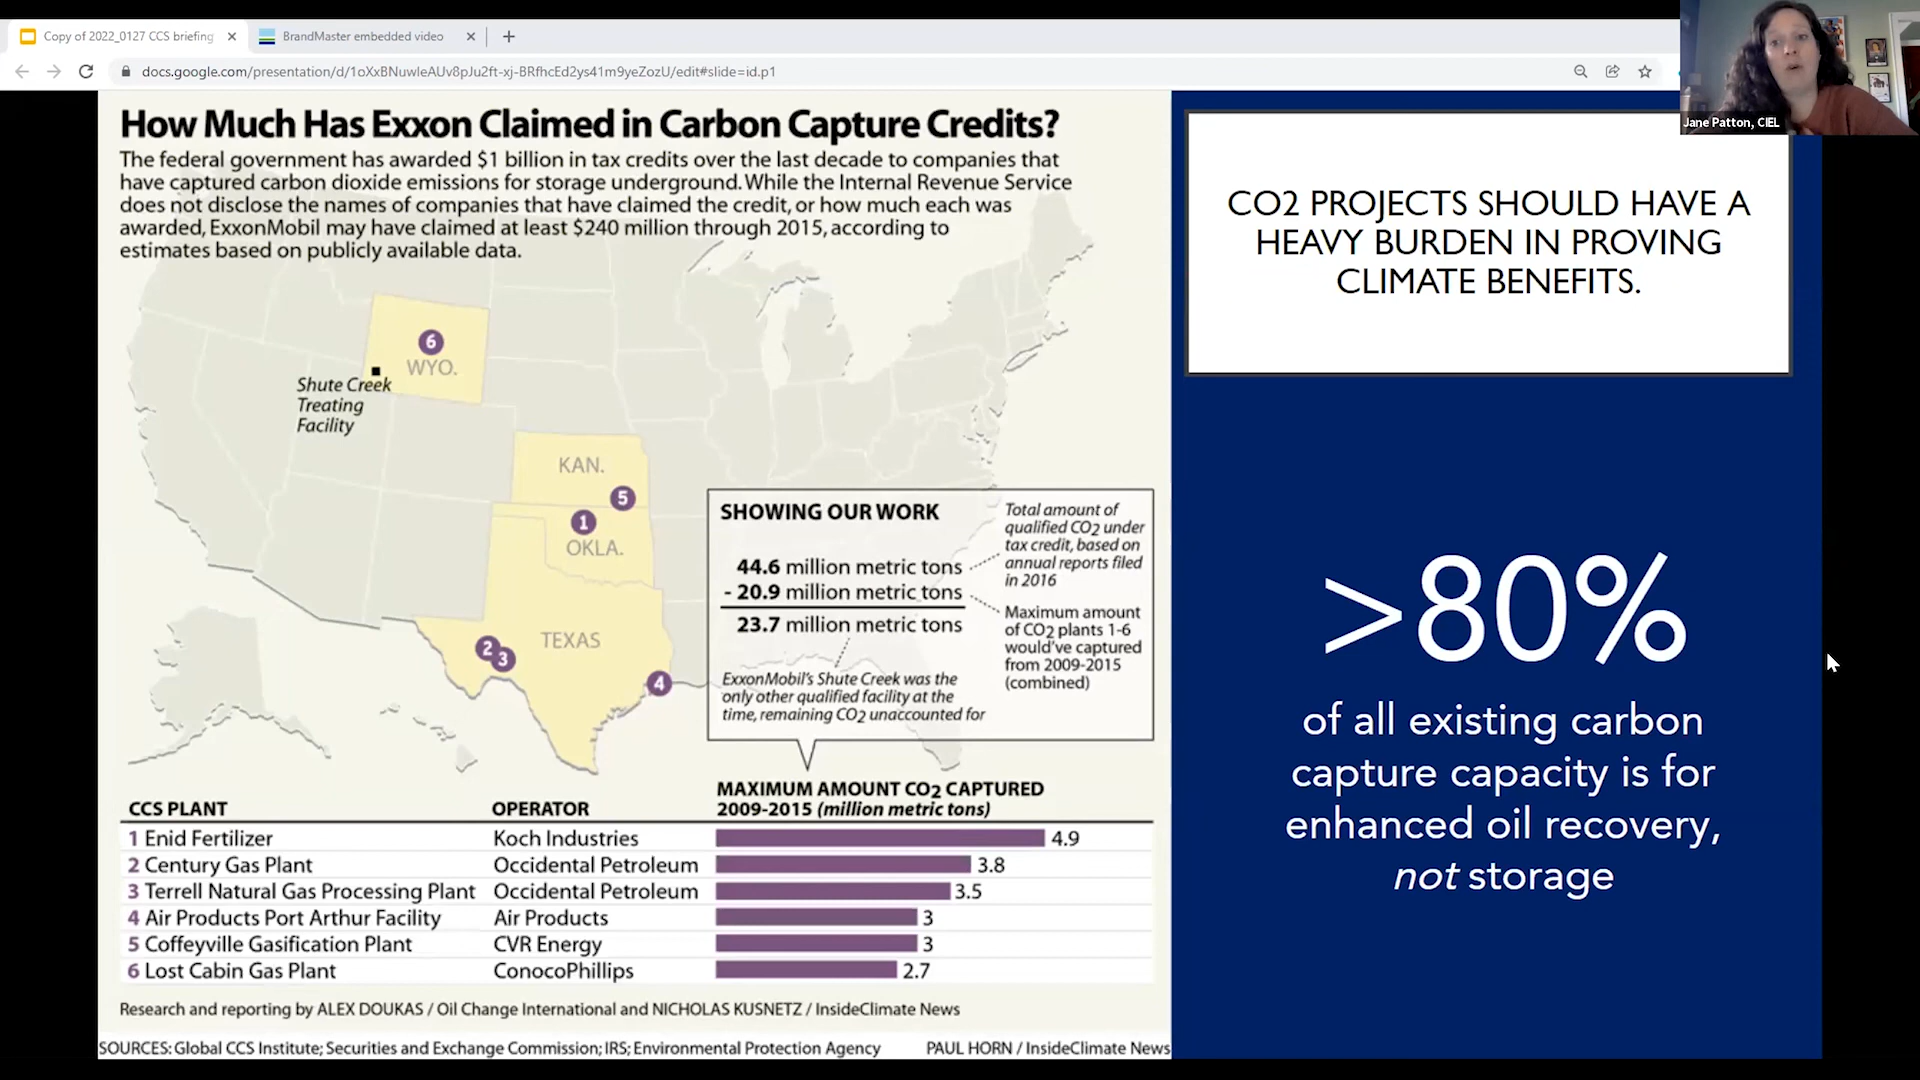 Copy of 2022_0127 CCS briefing
BrandMaster embedded video
docs.google.com/presentation/d/1oXxBNuwleAUv8pJu2ft-xj-BRfhcEd2ys41m9yeZozU/edit#slide=id.p1
Jane Patton, CIEL
How Much Has Exxon Claimed in Carbon Capture Credits?
The federal government has awarded $1 billion in tax credits over the last decade to companies that
have captured carbon dioxide emissions for storage underground. While the Internal Revenue Service
does not disclose the names of companies that have claimed the credit, or how much each was
awarded, ExxonMobil may have claimed at least $240 million through 2015, according to
estimates based on publicly available data.
6
WYO.
Shute Creek
Treating
Facility
KAN.
5
1
OKLA.
TEXAS
2
3
4
SHOWING OUR WORK
44.6 million metric tons
- 20.9 million metric tons
23.7 million metric tons
Total amount of
qualified CO2 under
tax credit, based on
annual reports filed
in 2016
Maximum amount
of CO2 plants 1-6
would've captured
from 2009-2015
(combined)
ExxonMobil's Shute Creek was the
only other qualified facility at the
time, remaining CO2 unaccounted for
CCS PLANT OPERATOR MAXIMUM AMOUNT CO2 CAPTURED
2009-2015 (million metric tons)
1 Enid Fertilizer Koch Industries 4.9
2 Century Gas Plant Occidental Petroleum 3.8
3 Terrell Natural Gas Processing Plant Occidental Petroleum 3.5
4 Air Products Port Arthur Facility Air Products 3
5 Coffeyville Gasification Plant CVR Energy 3
6 Lost Cabin Gas Plant ConocoPhillips 2.7
Research and reporting by ALEX DOUKAS / Oil Change International and NICHOLAS KUSNETZ / InsideClimate News
SOURCES: Global CCS Institute; Securities and Exchange Commission; IRS; Environmental Protection Agency PAUL HORN / InsideClimate News
CO2 PROJECTS SHOULD HAVE A
HEAVY BURDEN IN PROVING
CLIMATE BENEFITS.
>80%
of all existing carbon
capture capacity is for
enhanced oil recovery,
not storage